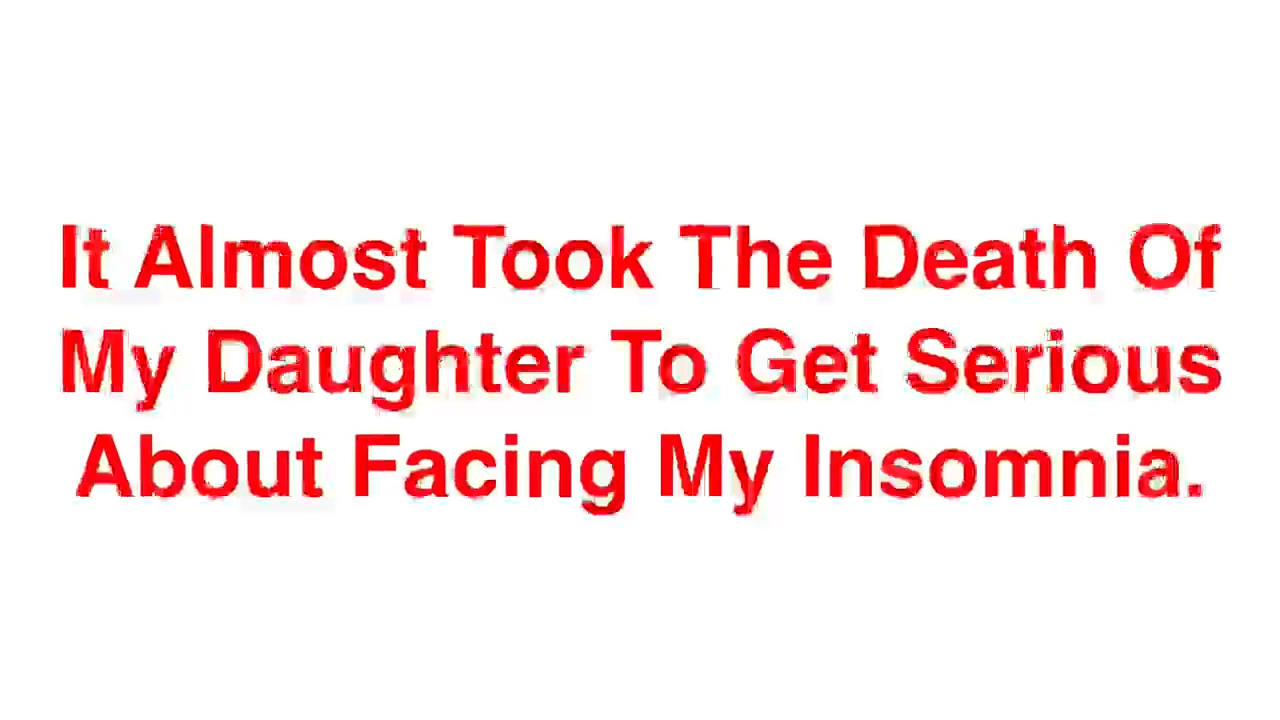 It Almost Took The Death Of
My Daughter To Get Serious
About Facing My Insomnia.